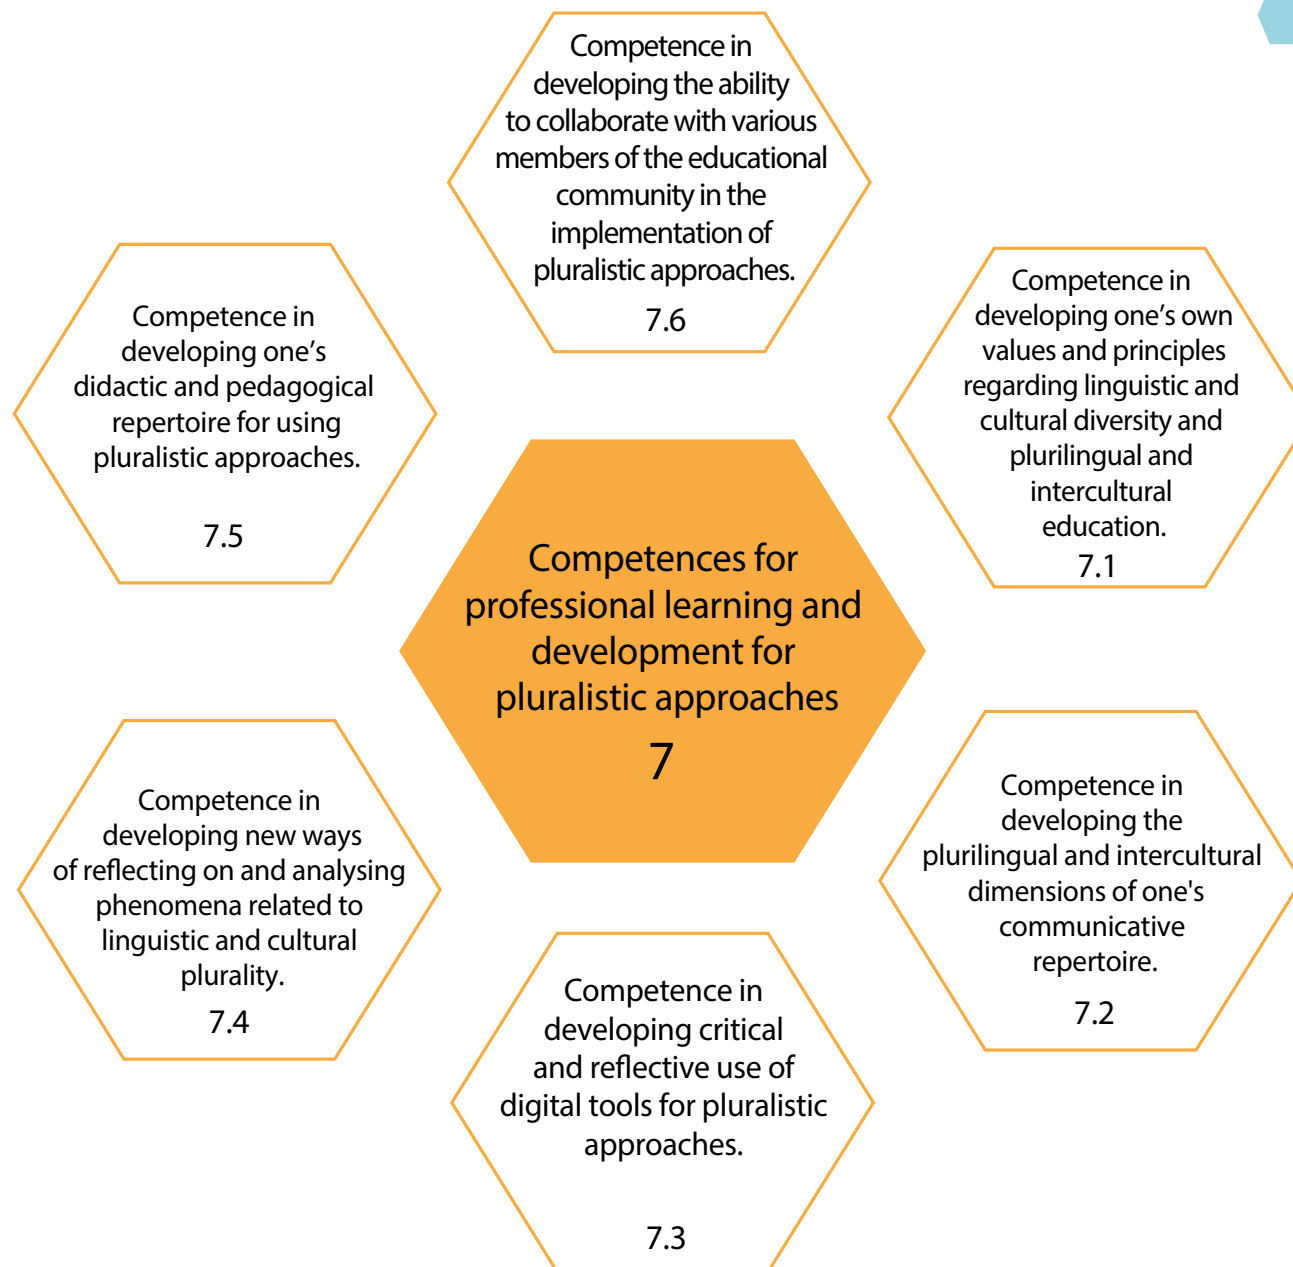 Competence in
developing the ability
to collaborate with various
members of the educational
community in the
implementation of
pluralistic approaches.
7.6
Competence in
developing one’s
didactic and pedagogical
repertoire for using
pluralistic approaches.
7.5
Competence in
developing one’s own
values and principles
regarding linguistic and
cultural diversity and
plurilingual and
intercultural
education.
7.1
Competences for
professional learning and
development for
pluralistic approaches
7
Competence in
developing new ways
of reflecting on and analysing
phenomena related to
linguistic and cultural
plurality.
7.4
Competence in
developing the
plurilingual and intercultural
dimensions of one's
communicative
repertoire.
7.2
Competence in
developing critical
and reflective use of
digital tools for pluralistic
approaches.
7.3